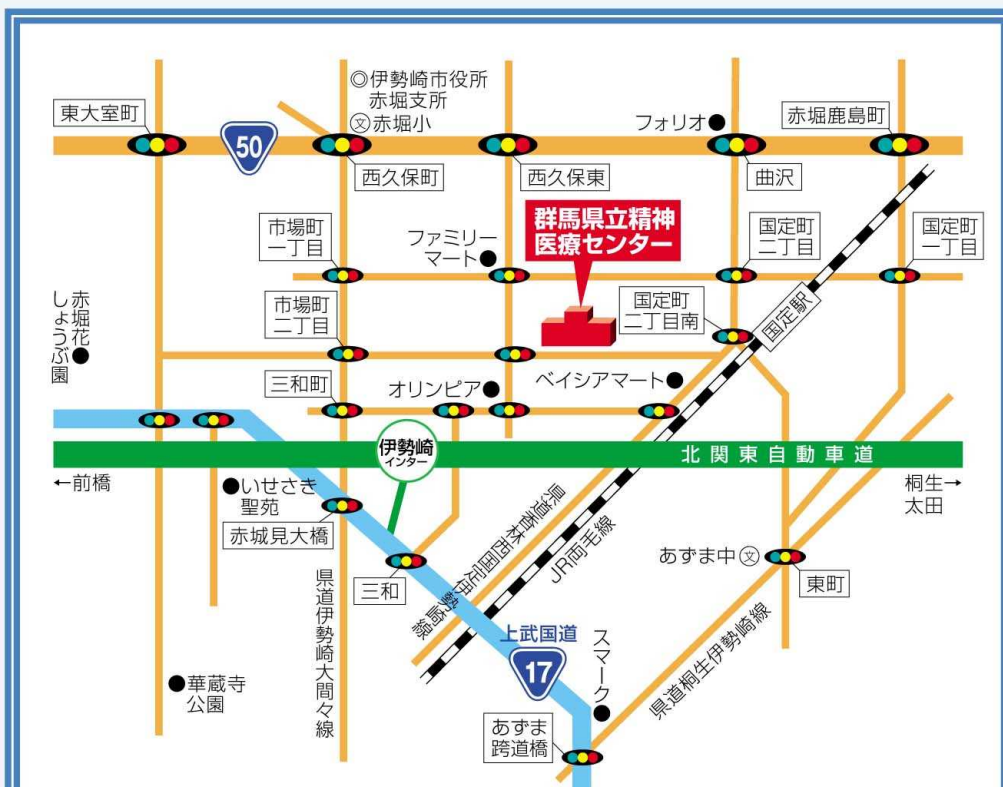 ◎伊勢崎市役所
赤堀支所
文赤堀小
東大室町
50
フォリオ
赤堀鹿島町
西久保町
西久保東
曲沢
群馬県立精神
医療センター
市場町
一丁目
ファミリー
マート
国定町
二丁目
国定町
一丁目
赤堀花
しょうぶ園
市場町
二丁目
国定町
二丁目南
国定駅
三和町
オリンピア
ベイシアマート
伊勢崎
インター
北関東自動車道
←前橋
桐生→
太田
いせさき
聖苑
赤城見大橋
三和
県道香林西国定伊勢崎線
JR両毛線
あずま中文
東町
県道伊勢崎大間々線
上武国道
17
スマーク
県道桐生伊勢崎線
華蔵寺
公園
あずま
跨道橋